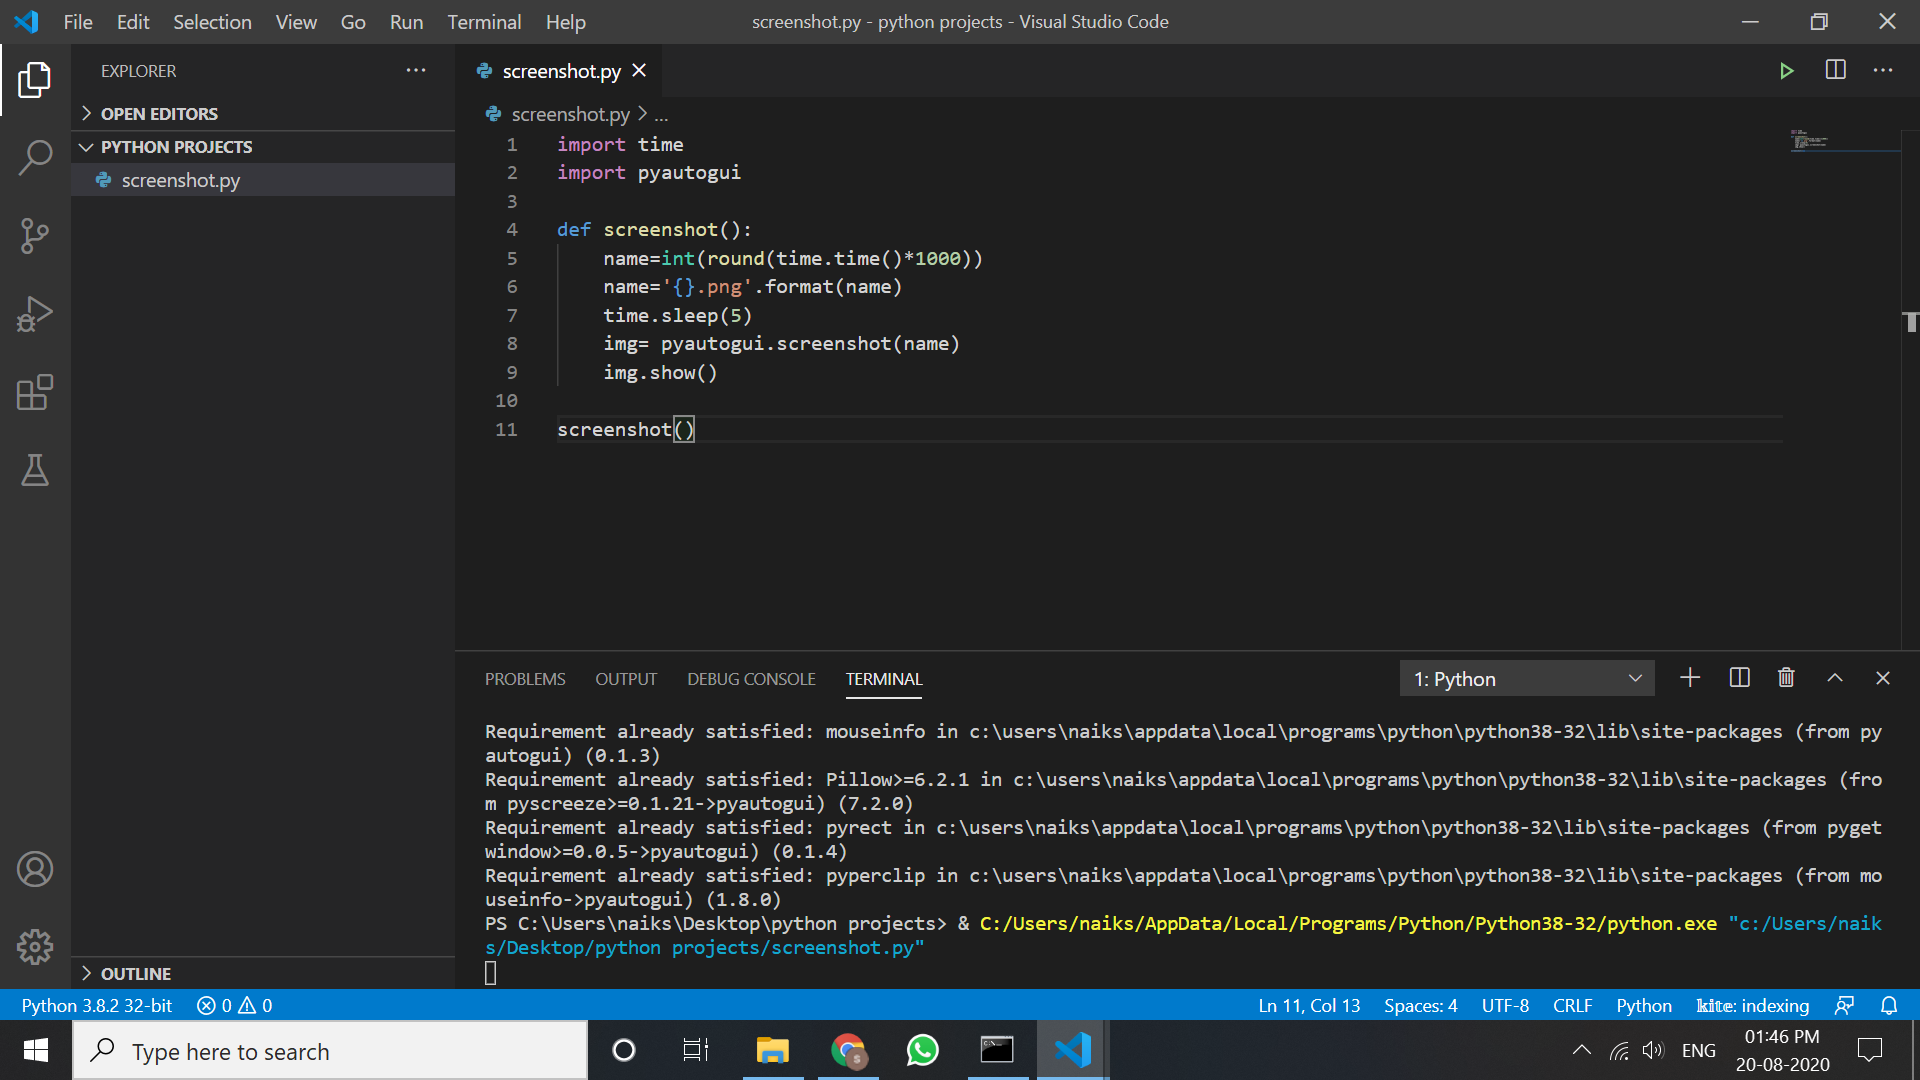 File Edit Selection View Go Run Terminal Help screenshot.py - python projects - Visual Studio Code
EXPLORER
OPEN EDITORS
PYTHON PROJECTS
screenshot.py
OUTLINE
screenshot.py
screenshot.py > ...
1 import time
2 import pyautogui
3
4 def screenshot():
5     name=int(round(time.time()*1000))
6     name='{}.png'.format(name)
7     time.sleep(5)
8     img= pyautogui.screenshot(name)
9     img.show()
10
11 screenshot()
PROBLEMS OUTPUT DEBUG CONSOLE TERMINAL 1: Python
Requirement already satisfied: mouseinfo in c:\users\naiks\appdata\local\programs\python\python38-32\lib\site-packages (from py
autogui) (0.1.3)
Requirement already satisfied: Pillow>=6.2.1 in c:\users\naiks\appdata\local\programs\python\python38-32\lib\site-packages (fro
m pyscreeze>=0.1.21->pyautogui) (7.2.0)
Requirement already satisfied: pyrect in c:\users\naiks\appdata\local\programs\python\python38-32\lib\site-packages (from pyget
window>=0.0.5->pyautogui) (0.1.4)
Requirement already satisfied: pyperclip in c:\users\naiks\appdata\local\programs\python\python38-32\lib\site-packages (from mo
useinfo->pyautogui) (1.8.0)
PS C:\Users\naiks\Desktop\python projects> & C:/Users/naiks/AppData/Local/Programs/Python/Python38-32/python.exe "c:/Users/naik
s/Desktop/python projects/screenshot.py"
Python 3.8.2 32-bit 0 0 Ln 11, Col 13 Spaces: 4 UTF-8 CRLF Python kite: indexing
Type here to search
ENG
01:46 PM
20-08-2020